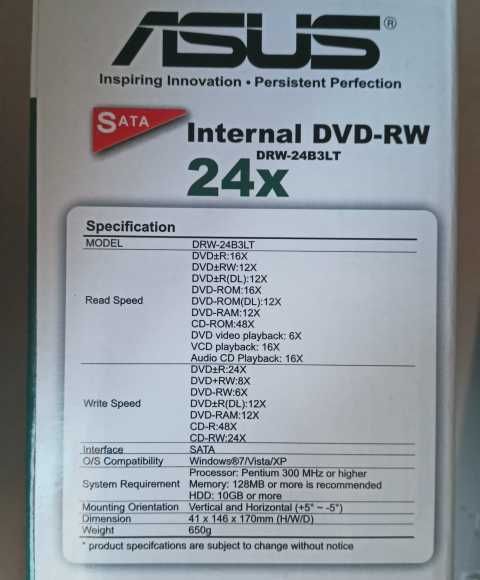 ASUS®
Inspiring Innovation • Persistent Perfection
SATA
Internal DVD-RW
DRW-24B3LT
24x
Specification
MODEL DRW-24B3LT
Read Speed
DVD±R:16X
DVD±RW:12X
DVD±R(DL):12X
DVD-ROM:16X
DVD-ROM(DL):12X
DVD-RAM:12X
CD-ROM:48X
DVD video playback: 6X
VCD playback: 16X
Audio CD Playback: 16X
Write Speed
DVD±R:24X
DVD+RW:8X
DVD-RW:6X
DVD±R(DL):12X
DVD-RAM:12X
CD-R:48X
CD-RW:24X
Interface SATA
O/S Compatibility Windows®7/Vista/XP
System Requirement
Processor: Pentium 300 MHz or higher
Memory: 128MB or more is recommended
HDD: 10GB or more
Mounting Orientation Vertical and Horizontal (+5° ~ -5°)
Dimension 41 x 146 x 170mm (H/W/D)
Weight 650g
* product specifcations are subject to change without notice